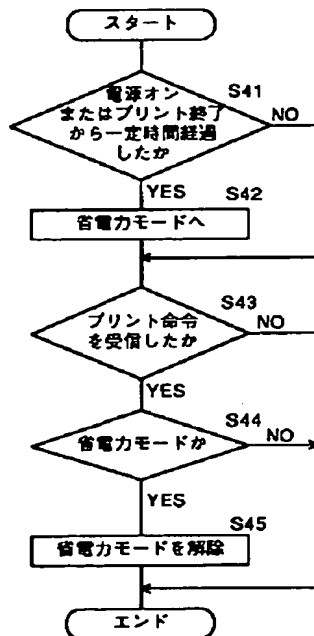 スタート
S41
電源オン
またはプリント終了
から一定時間経過
したか
NO
YES
S42
省電力モードへ
S43
プリント命令
を受信したか
NO
YES
S44
省電力モードか
NO
YES
S45
省電力モードを解除
エンド